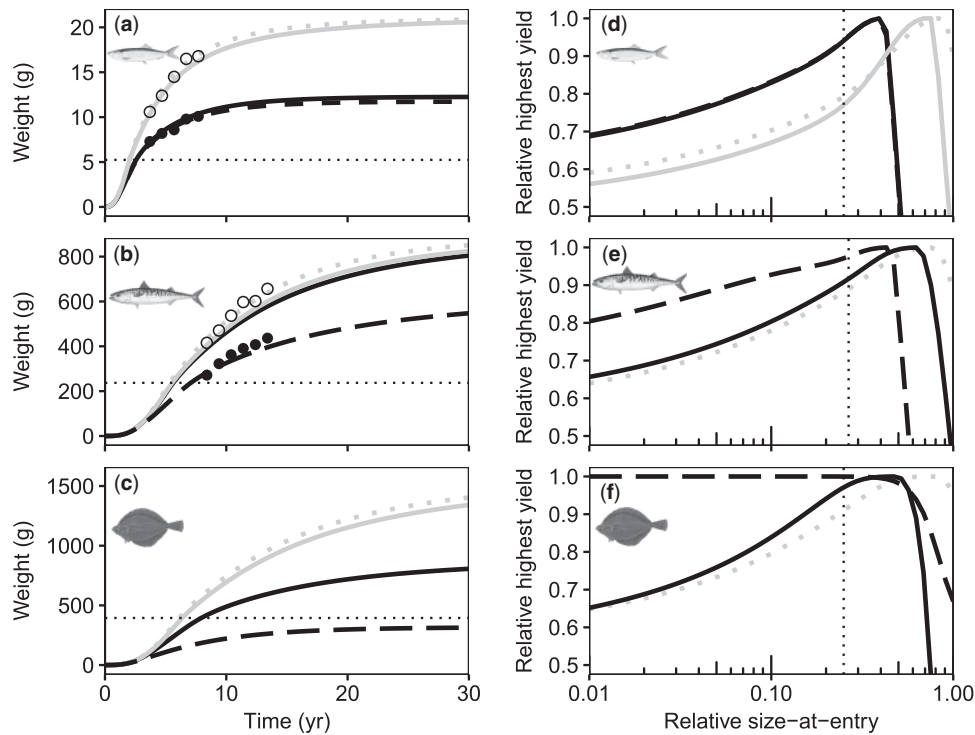 (a)
Weight (g)
20
15
10
5
0
(d)
Relative highest yield
1.0
0.9
0.8
0.7
0.6
0.5
(b)
Weight (g)
800
600
400
200
0
(e)
Relative highest yield
1.0
0.9
0.8
0.7
0.6
0.5
(c)
Weight (g)
1500
1000
500
0
0 10 20 30
Time (yr)
(f)
Relative highest yield
1.0
0.9
0.8
0.7
0.6
0.5
0.01 0.10 1.00
Relative size−at−entry